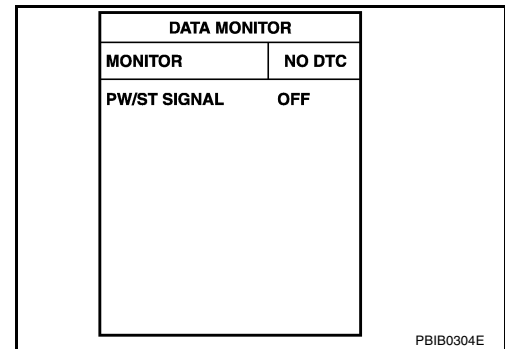 DATA MONITOR
MONITOR NO DTC
PW/ST SIGNAL OFF
PBIB0304E